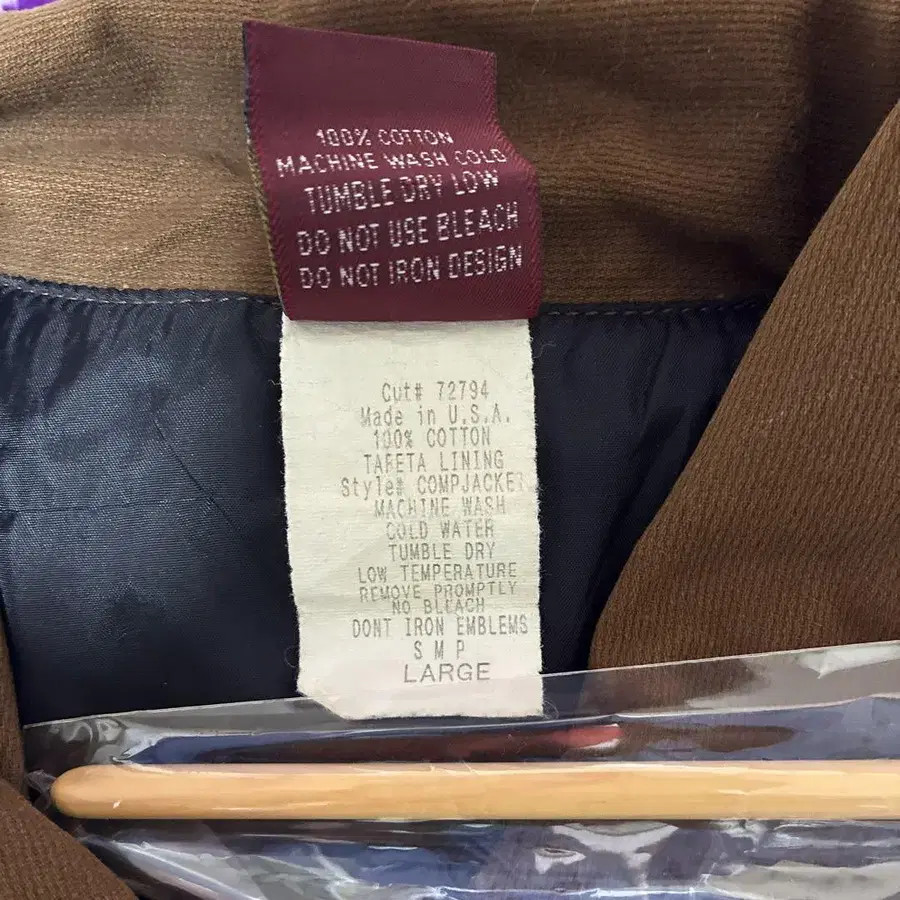 100% COTTON
MACHINE WASH COLD
TUMBLE DRY LOW
DO NOT USE BLEACH
DO NOT IRON DESIGN
Cut# 72794
Made in U.S.A.
100% COTTON
TAFETA LINING
Style# COMPJACKET
MACHINE WASH
COLD WATER
TUMBLE DRY
LOW TEMPERATURE
REMOVE PROMPTLY
NO BLEACH
DONT IRON EMBLEMS
S M P
LARGE